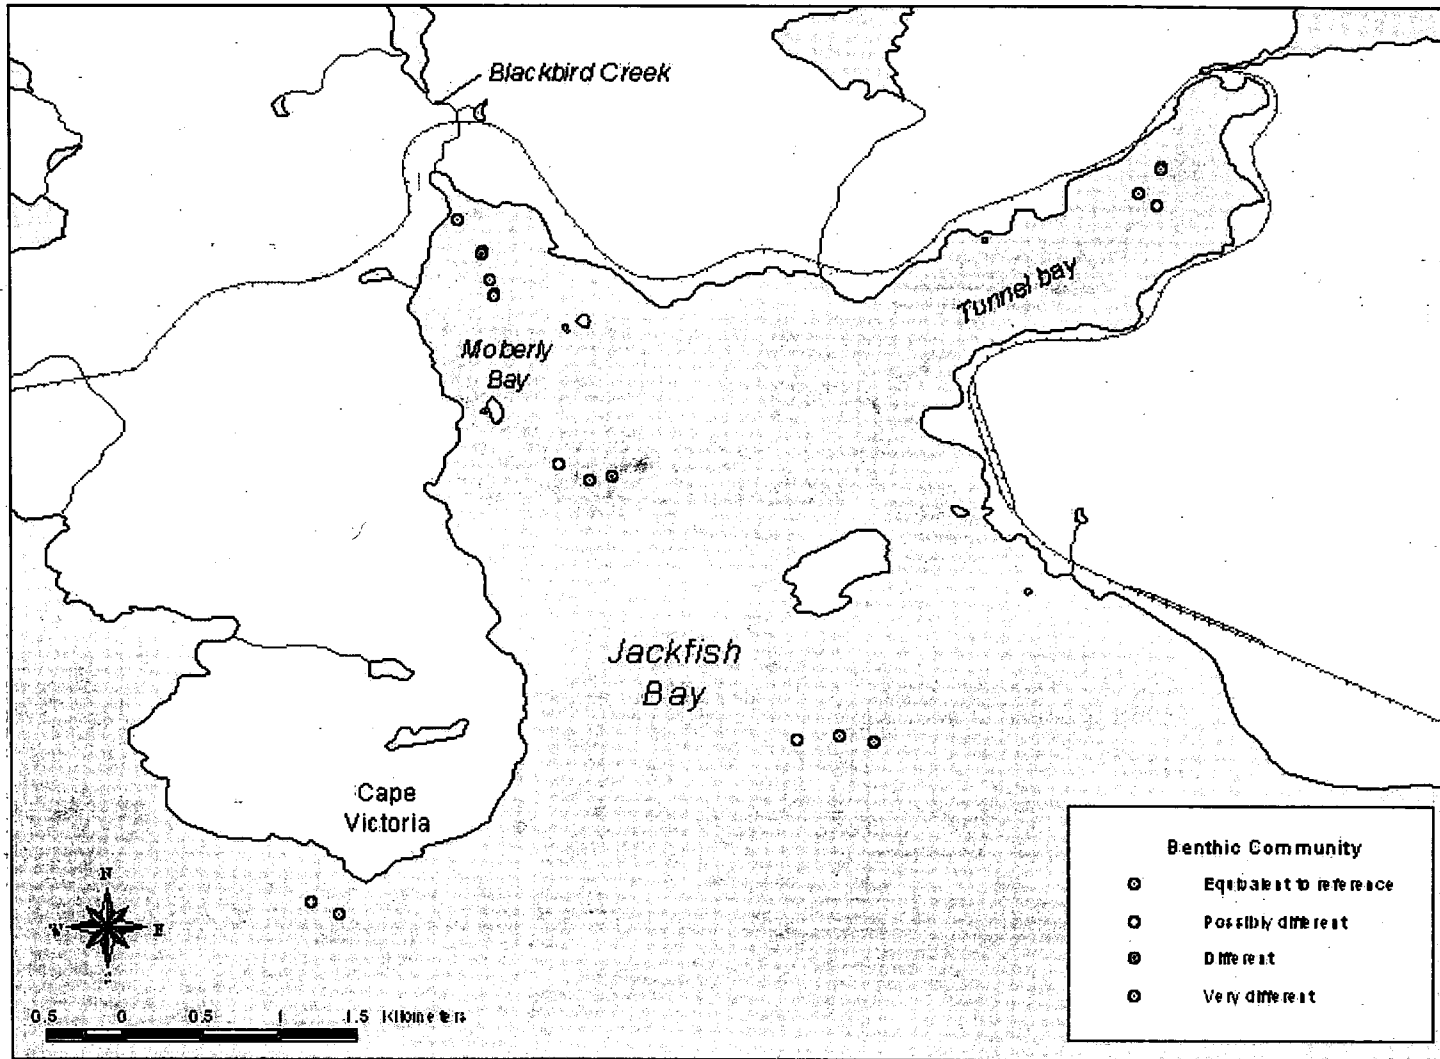 Blackbird Creek
Tunnel bay
Moberly
Bay
Jackfish
Bay
Cape
Victoria
Benthic Community
Equivalent to reference
Possibly different
Different
Very different
N
W E
0.5 0 0.5 1 1.5 Kilometers